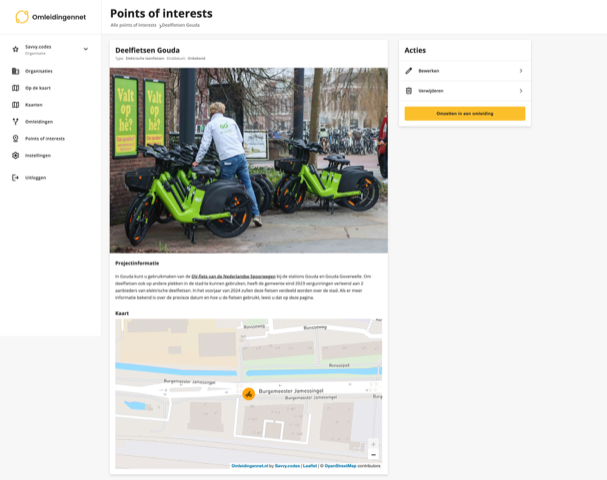 Omleidingennet
Points of interests
Alle points of interests > Deelfietsen Gouda
Savvy.codes
Organisatie
Organisaties
Op de kaart
Kaarten
Omleidingen
Points of interests
Instellingen
Uitloggen
Deelfietsen Gouda
Type: Elektrische deelfietsen Einddatum: Onbekend
Valt op hè?
Valt op hè?
Projectinformatie
In Gouda kunt u gebruikmaken van de OV-fiets van de Nederlandse Spoorwegen bij de stations Gouda en Gouda Goverwelle. Om
deelfietsen ook op andere plekken in de stad te kunnen gebruiken, heeft de gemeente eind 2023 vergunningen verleend aan 2
aanbieders van elektrische deelfietsen. In het voorjaar van 2024 zullen deze fietsen verdeeld worden over de stad. Als er meer
informatie bekend is over de precieze datum en hoe u de fietsen gebruikt, leest u dat op deze pagina.
Kaart
Ronsseweg
Ronsseweg
Ronssepad
Burgemeester Jamessingel
Burgemeester Jamessingel
Burgemeester Jamessingel
Burg
+
−
Omleidingennet.nl by Savvy.codes | Leaflet | © OpenStreetMap contributors
Acties
Bewerken
Verwijderen
Omzetten in een omleiding